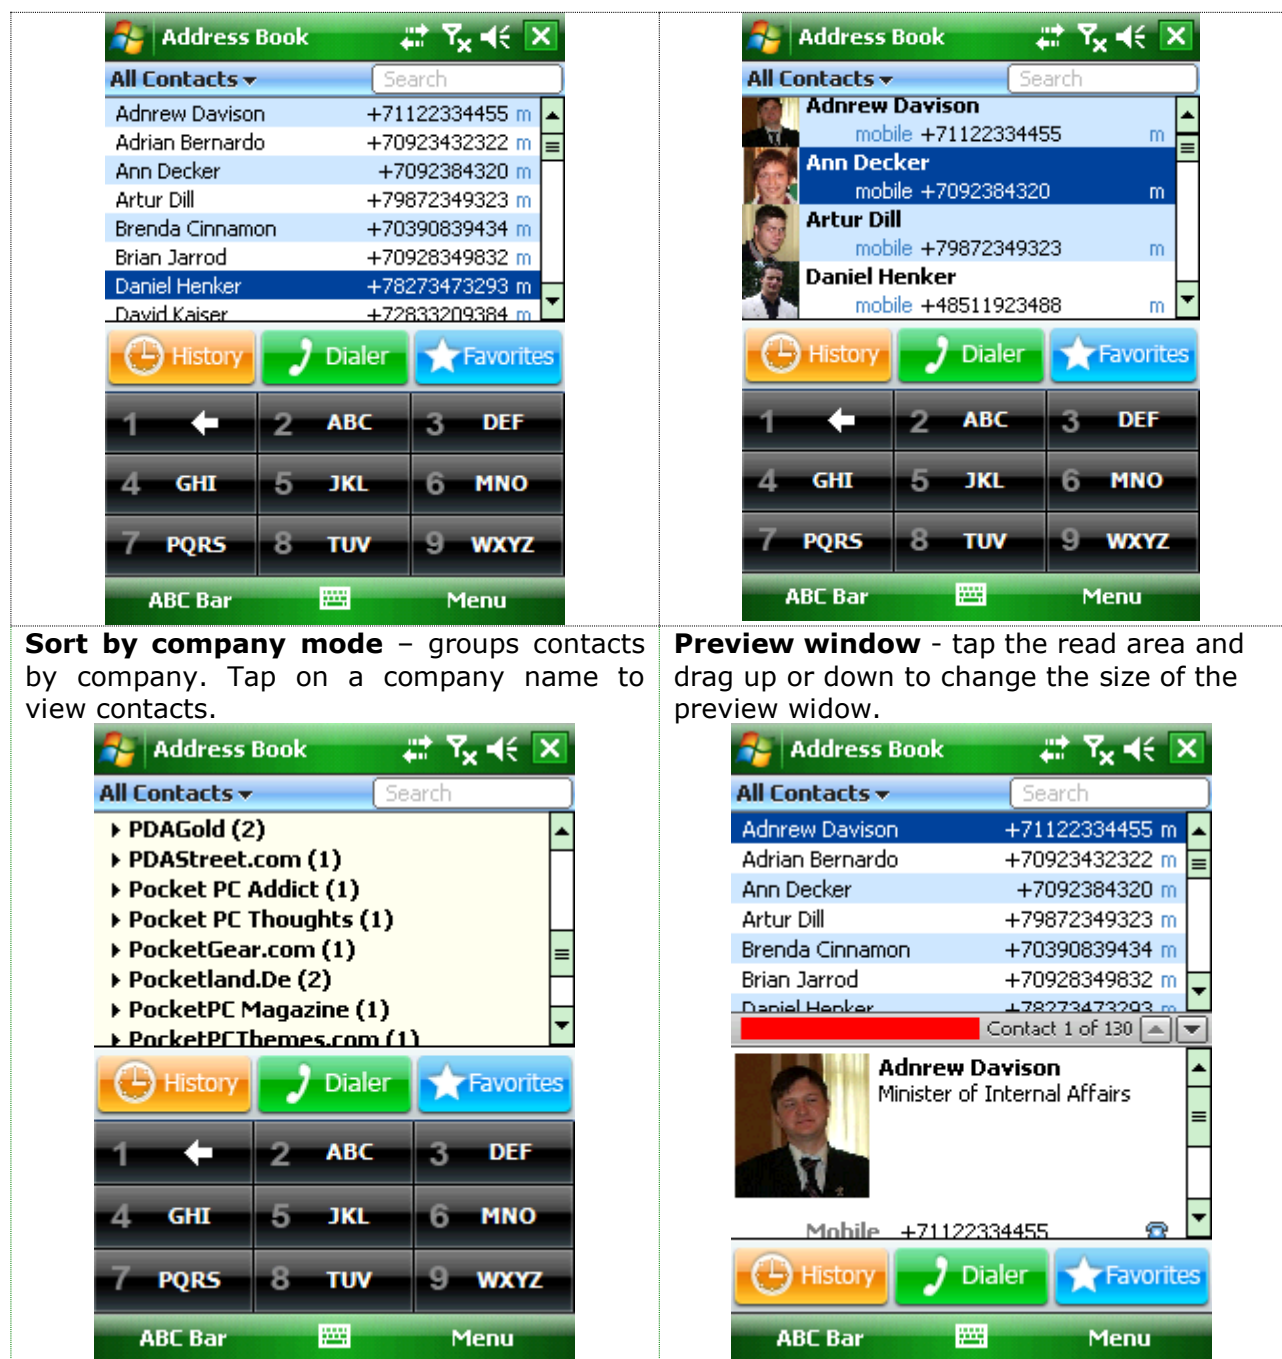 Address Book
All Contacts
Search
Adnrew Davison +71122334455 m
Adrian Bernardo +70923432322 m
Ann Decker +7092384320 m
Artur Dill +79872349323 m
Brenda Cinnamon +70390839434 m
Brian Jarrod +70928349832 m
Daniel Henker +78273473293 m
David Kaiser +72833209384 m
History Dialer Favorites
1 2 ABC 3 DEF
4 GHI 5 JKL 6 MNO
7 PQRS 8 TUV 9 WXYZ
ABC Bar Menu
Address Book
All Contacts
Search
Adnrew Davison
mobile +71122334455 m
Ann Decker
mobile +7092384320 m
Artur Dill
mobile +79872349323 m
Daniel Henker
mobile +48511923488 m
History Dialer Favorites
1 2 ABC 3 DEF
4 GHI 5 JKL 6 MNO
7 PQRS 8 TUV 9 WXYZ
ABC Bar Menu
Sort by company mode – groups contacts
by company. Tap on a company name to
view contacts.
Address Book
All Contacts
Search
PDAGold (2)
PDAStreet.com (1)
Pocket PC Addict (1)
Pocket PC Thoughts (1)
PocketGear.com (1)
Pocketland.De (2)
PocketPC Magazine (1)
PocketPCThemes.com (1)
History Dialer Favorites
1 2 ABC 3 DEF
4 GHI 5 JKL 6 MNO
7 PQRS 8 TUV 9 WXYZ
ABC Bar Menu
Preview window - tap the read area and
drag up or down to change the size of the
preview widow.
Address Book
All Contacts
Search
Adnrew Davison +71122334455 m
Adrian Bernardo +70923432322 m
Ann Decker +7092384320 m
Artur Dill +79872349323 m
Brenda Cinnamon +70390839434 m
Brian Jarrod +70928349832 m
Daniel Henker +78273473293 m
Contact 1 of 130
Adnrew Davison
Minister of Internal Affairs
Mobile +71122334455
History Dialer Favorites
ABC Bar Menu